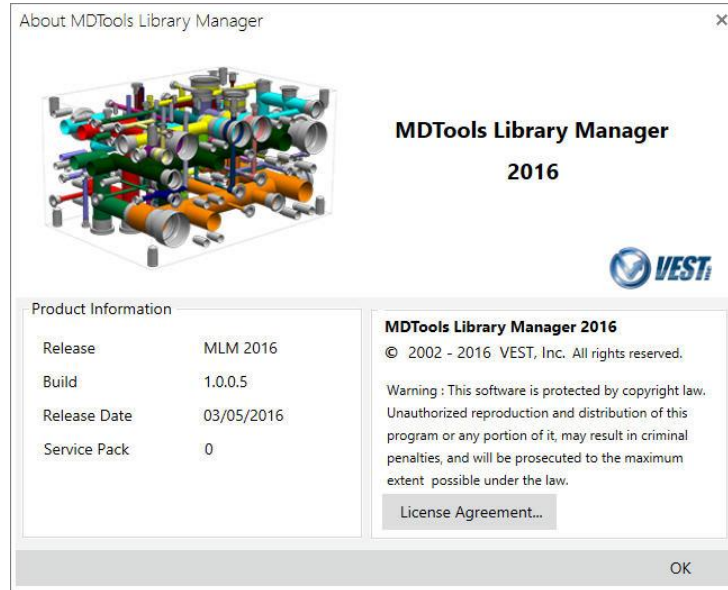 About MDTools Library Manager
MDTools Library Manager
2016
VEST
Product Information
Release MLM 2016
Build 1.0.0.5
Release Date 03/05/2016
Service Pack 0
MDTools Library Manager 2016
© 2002 - 2016 VEST, Inc. All rights reserved.
Warning : This software is protected by copyright law.
Unauthorized reproduction and distribution of this
program or any portion of it, may result in criminal
penalties, and will be prosecuted to the maximum
extent possible under the law.
License Agreement...
OK